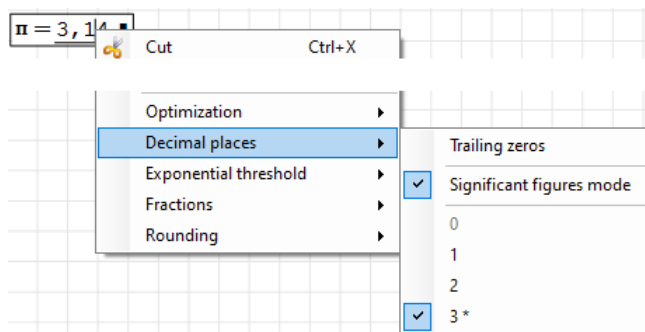 π = 3,14
Cut Ctrl+X
Optimization
Decimal places
Exponential threshold
Fractions
Rounding
Trailing zeros
Significant figures mode
0
1
2
3 *